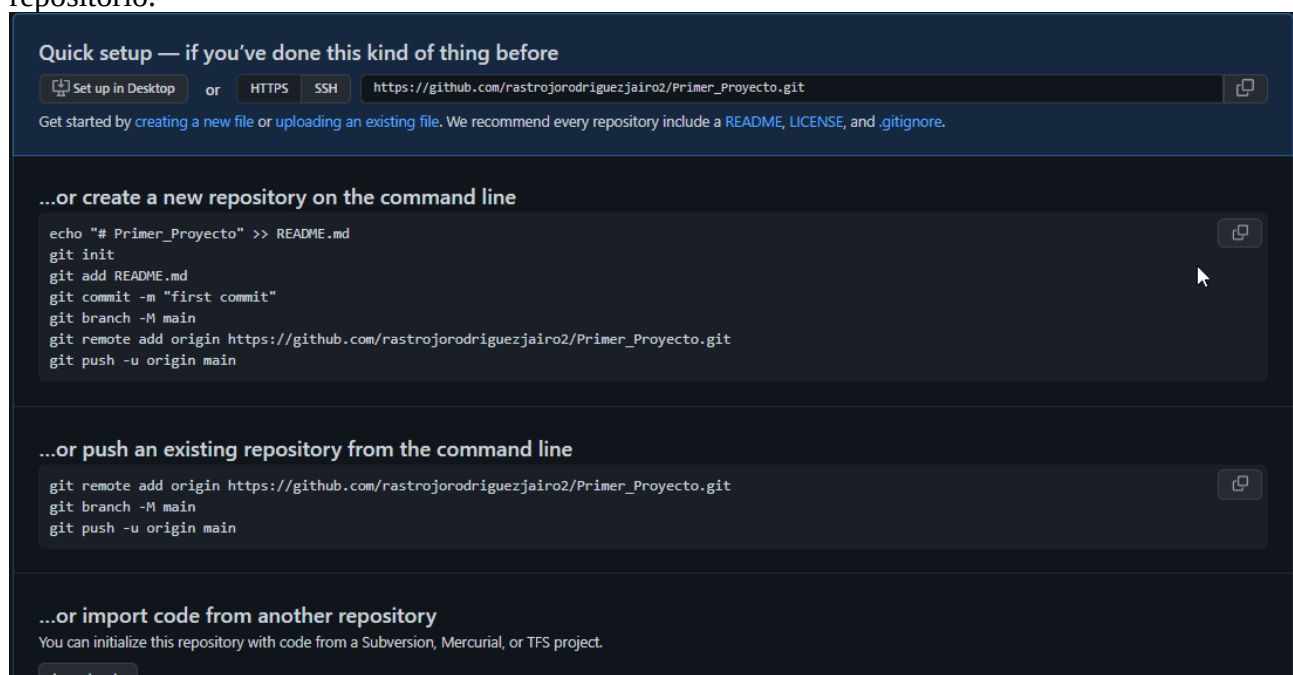 repositorio.
Quick setup — if you’ve done this kind of thing before
Set up in Desktop or HTTPS SSH https://github.com/rastrojorodriguezjairo2/Primer_Proyecto.git
Get started by creating a new file or uploading an existing file. We recommend every repository include a README, LICENSE, and .gitignore.
…or create a new repository on the command line
echo "# Primer_Proyecto" >> README.md
git init
git add README.md
git commit -m "first commit"
git branch -M main
git remote add origin https://github.com/rastrojorodriguezjairo2/Primer_Proyecto.git
git push -u origin main
…or push an existing repository from the command line
git remote add origin https://github.com/rastrojorodriguezjairo2/Primer_Proyecto.git
git branch -M main
git push -u origin main
…or import code from another repository
You can initialize this repository with code from a Subversion, Mercurial, or TFS project.